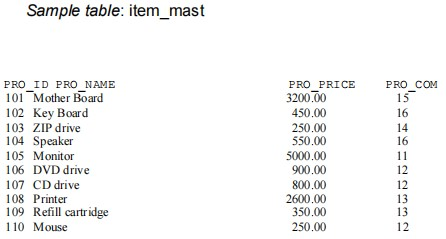 Sample table: item_mast
PRO_ID PRO_NAME PRO_PRICE PRO_COM
101 Mother Board 3200.00 15
102 Key Board 450.00 16
103 ZIP drive 250.00 14
104 Speaker 550.00 16
105 Monitor 5000.00 11
106 DVD drive 900.00 12
107 CD drive 800.00 12
108 Printer 2600.00 13
109 Refill cartridge 350.00 13
110 Mouse 250.00 12